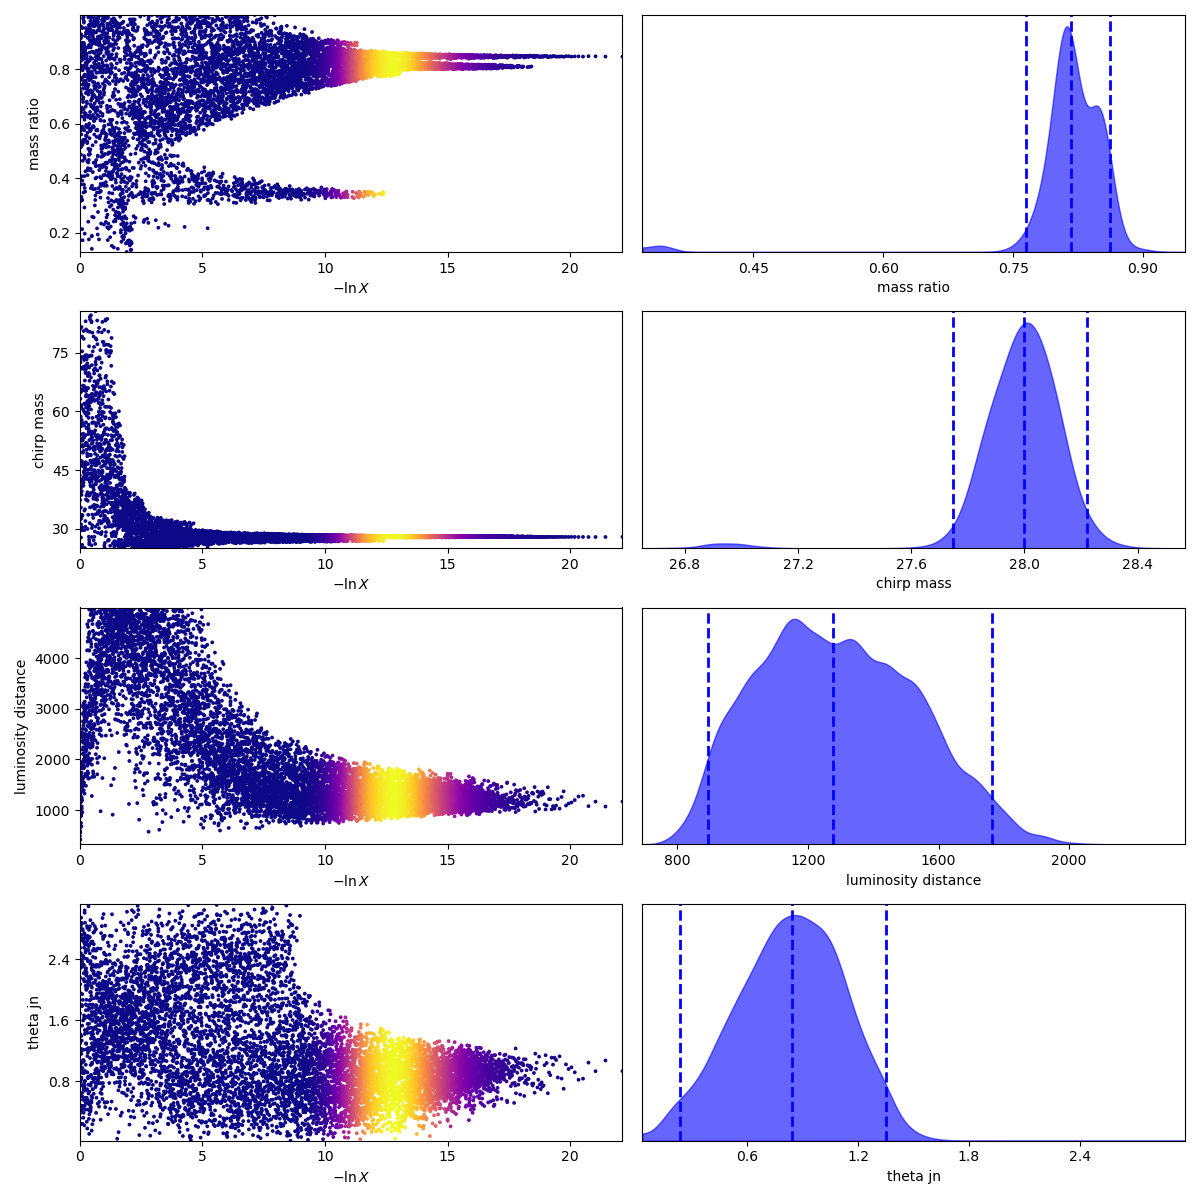 mass ratio
0.8
0.6
0.4
0.2
0 5 10 15 20
−ln X
0.45 0.60 0.75 0.90
mass ratio
chirp mass
75
60
45
30
0 5 10 15 20
−ln X
26.8 27.2 27.6 28.0 28.4
chirp mass
luminosity distance
4000
3000
2000
1000
0 5 10 15 20
−ln X
800 1200 1600 2000
luminosity distance
theta jn
2.4
1.6
0.8
0 5 10 15 20
−ln X
0.6 1.2 1.8 2.4
theta jn